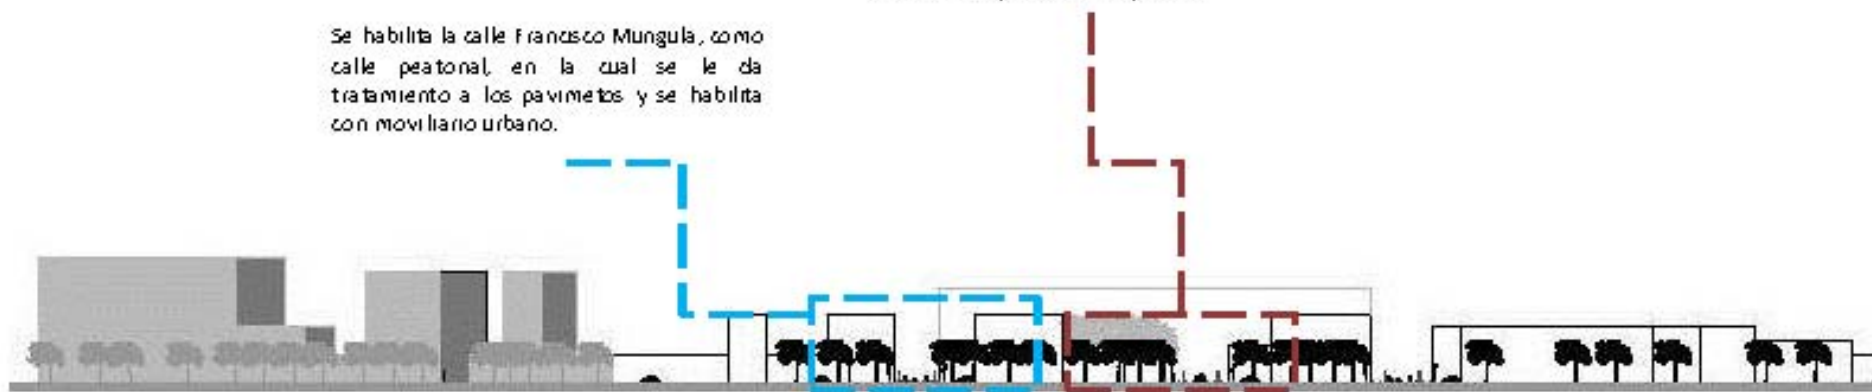 Se habilita la calle Francisco Mungula, como
calle peatonal, en la cual se le da
tratamiento a los pavimetos y se habilita
con moviliario urbano.